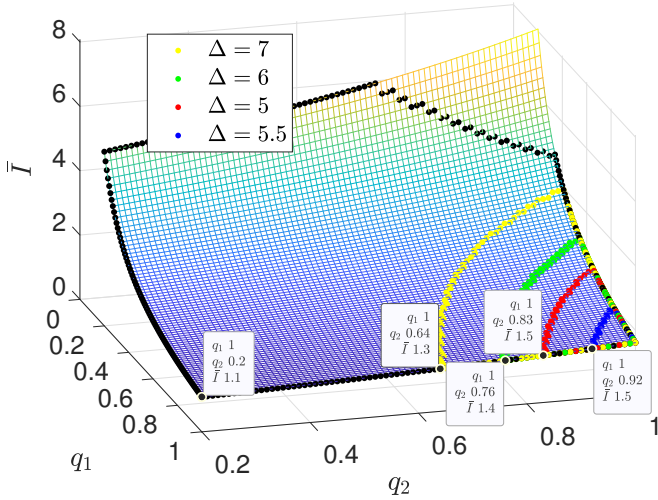 8
6
4
2
0
Ī
Δ = 7
Δ = 6
Δ = 5
Δ = 5.5
q₁ 1
q₂ 0.2
Ī 1.1
q₁ 1
q₂ 0.64
Ī 1.3
q₁ 1
q₂ 0.83
Ī 1.5
q₁ 1
q₂ 0.76
Ī 1.4
q₁ 1
q₂ 0.92
Ī 1.5
0
0.2
0.4
0.6
0.8
1
q₁
0.2
0.4
0.6
0.8
1
q₂